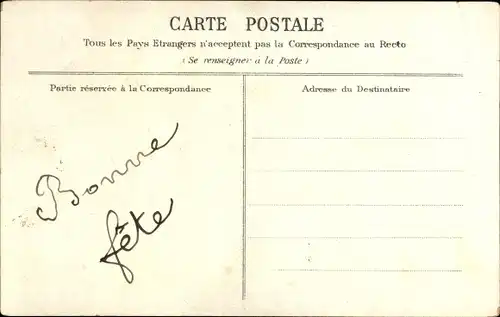 CARTE POSTALE
Tous les Pays Etrangers n'acceptent pas la Correspondance au Recto
(Se renseigner à la Poste)
Partie réservée à la Correspondance
Adresse du Destinataire
Bonne
fête